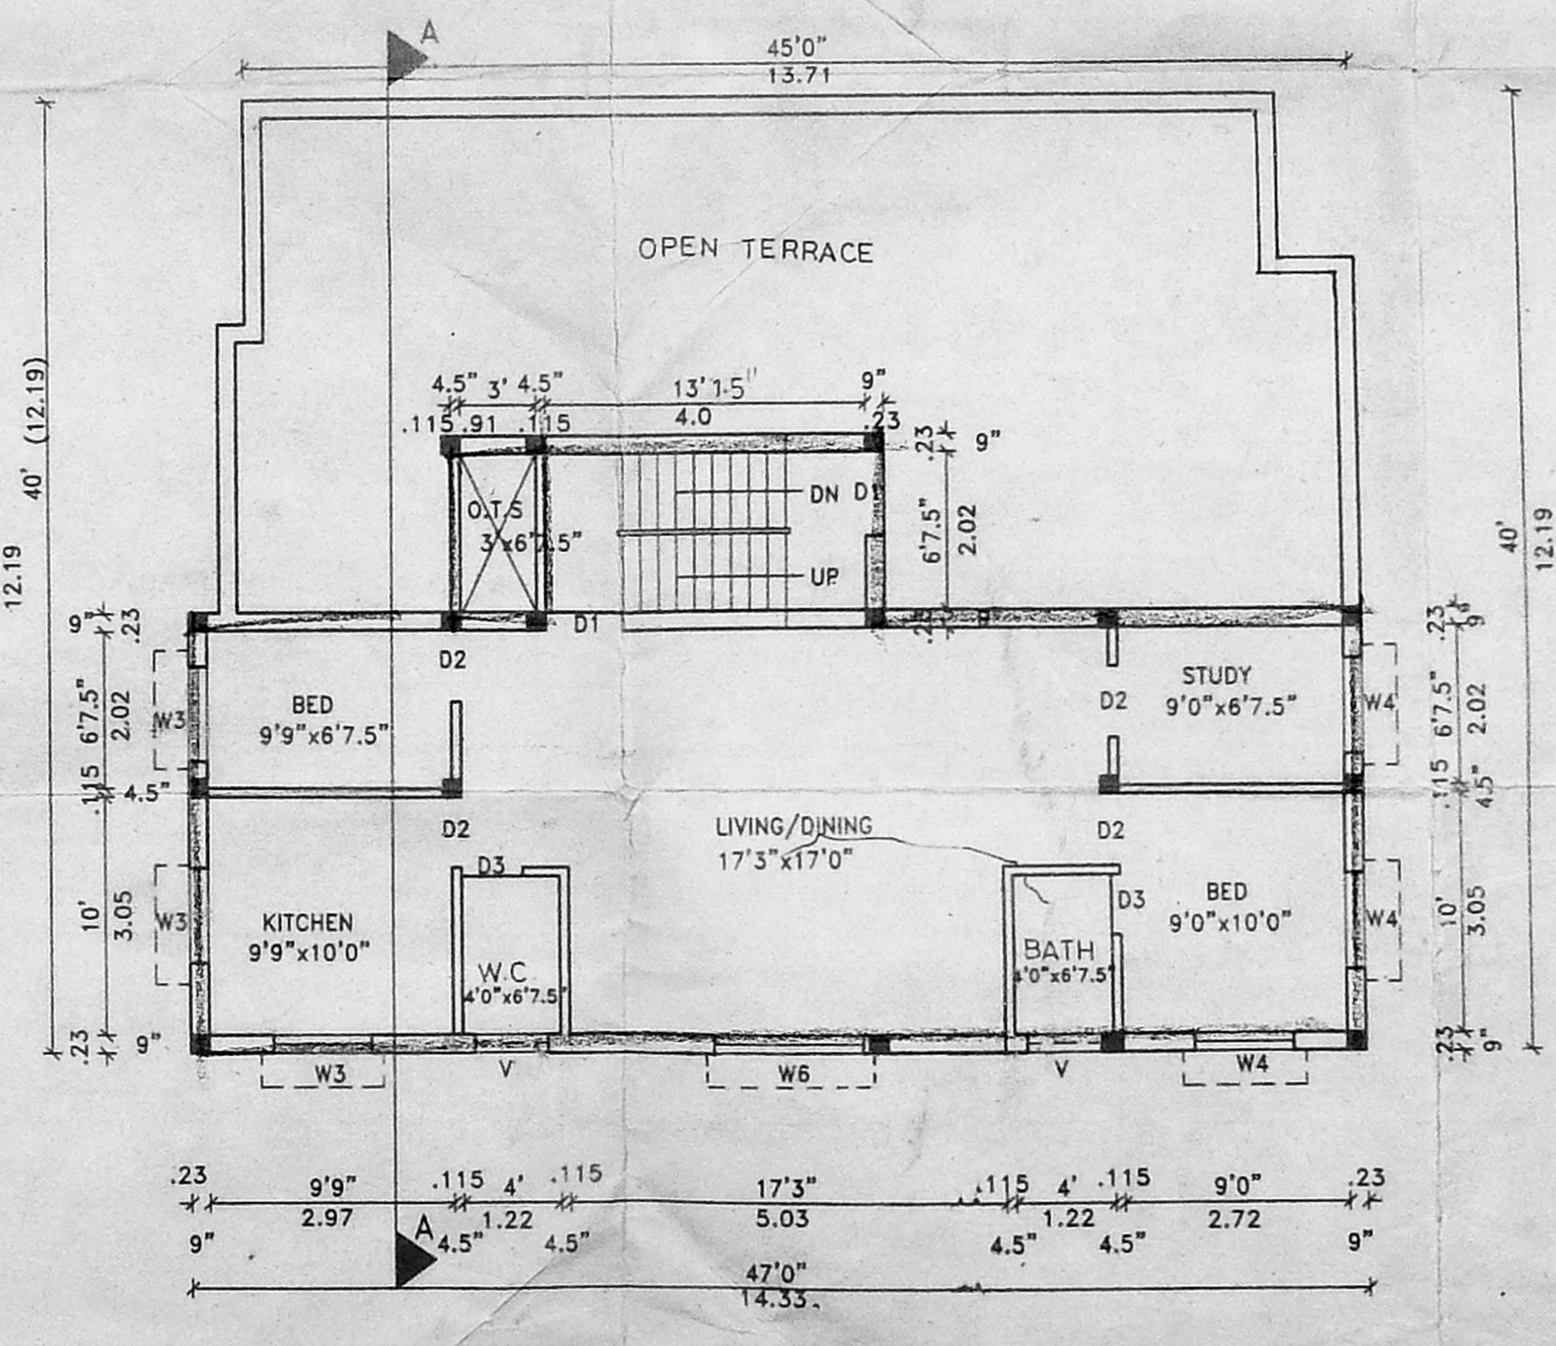 A
45'0"
13.71
OPEN TERRACE
40' (12.19)
12.19
40'
12.19
4.5" 3' 4.5"
13'1.5"
9"
.115 .91 .115
4.0
.23
.23
9"
O.T.S
3'x6'7.5"
DN
D1
UP
6'7.5"
2.02
D1
.23
9"
.23
.23
9"
D2
BED
9'9"x6'7.5"
W3
6'7.5"
2.02
D2
STUDY
9'0"x6'7.5"
W4
6'7.5"
2.02
.115
4.5"
.115
4.5"
D2
LIVING/DINING
17'3"x17'0"
D2
D3
D3
KITCHEN
9'9"x10'0"
W3
10'
3.05
W.C
4'0"x6'7.5"
BATH
4'0"x6'7.5"
BED
9'0"x10'0"
W4
10'
3.05
.23
9"
.23
9"
W3
V
W6
V
W4
.23
9'9"
.115
4'
.115
17'3"
.115
4'
.115
9'0"
.23
2.97
1.22
5.03
1.22
2.72
9"
A
4.5"
4.5"
4.5"
4.5"
9"
47'0"
14.33